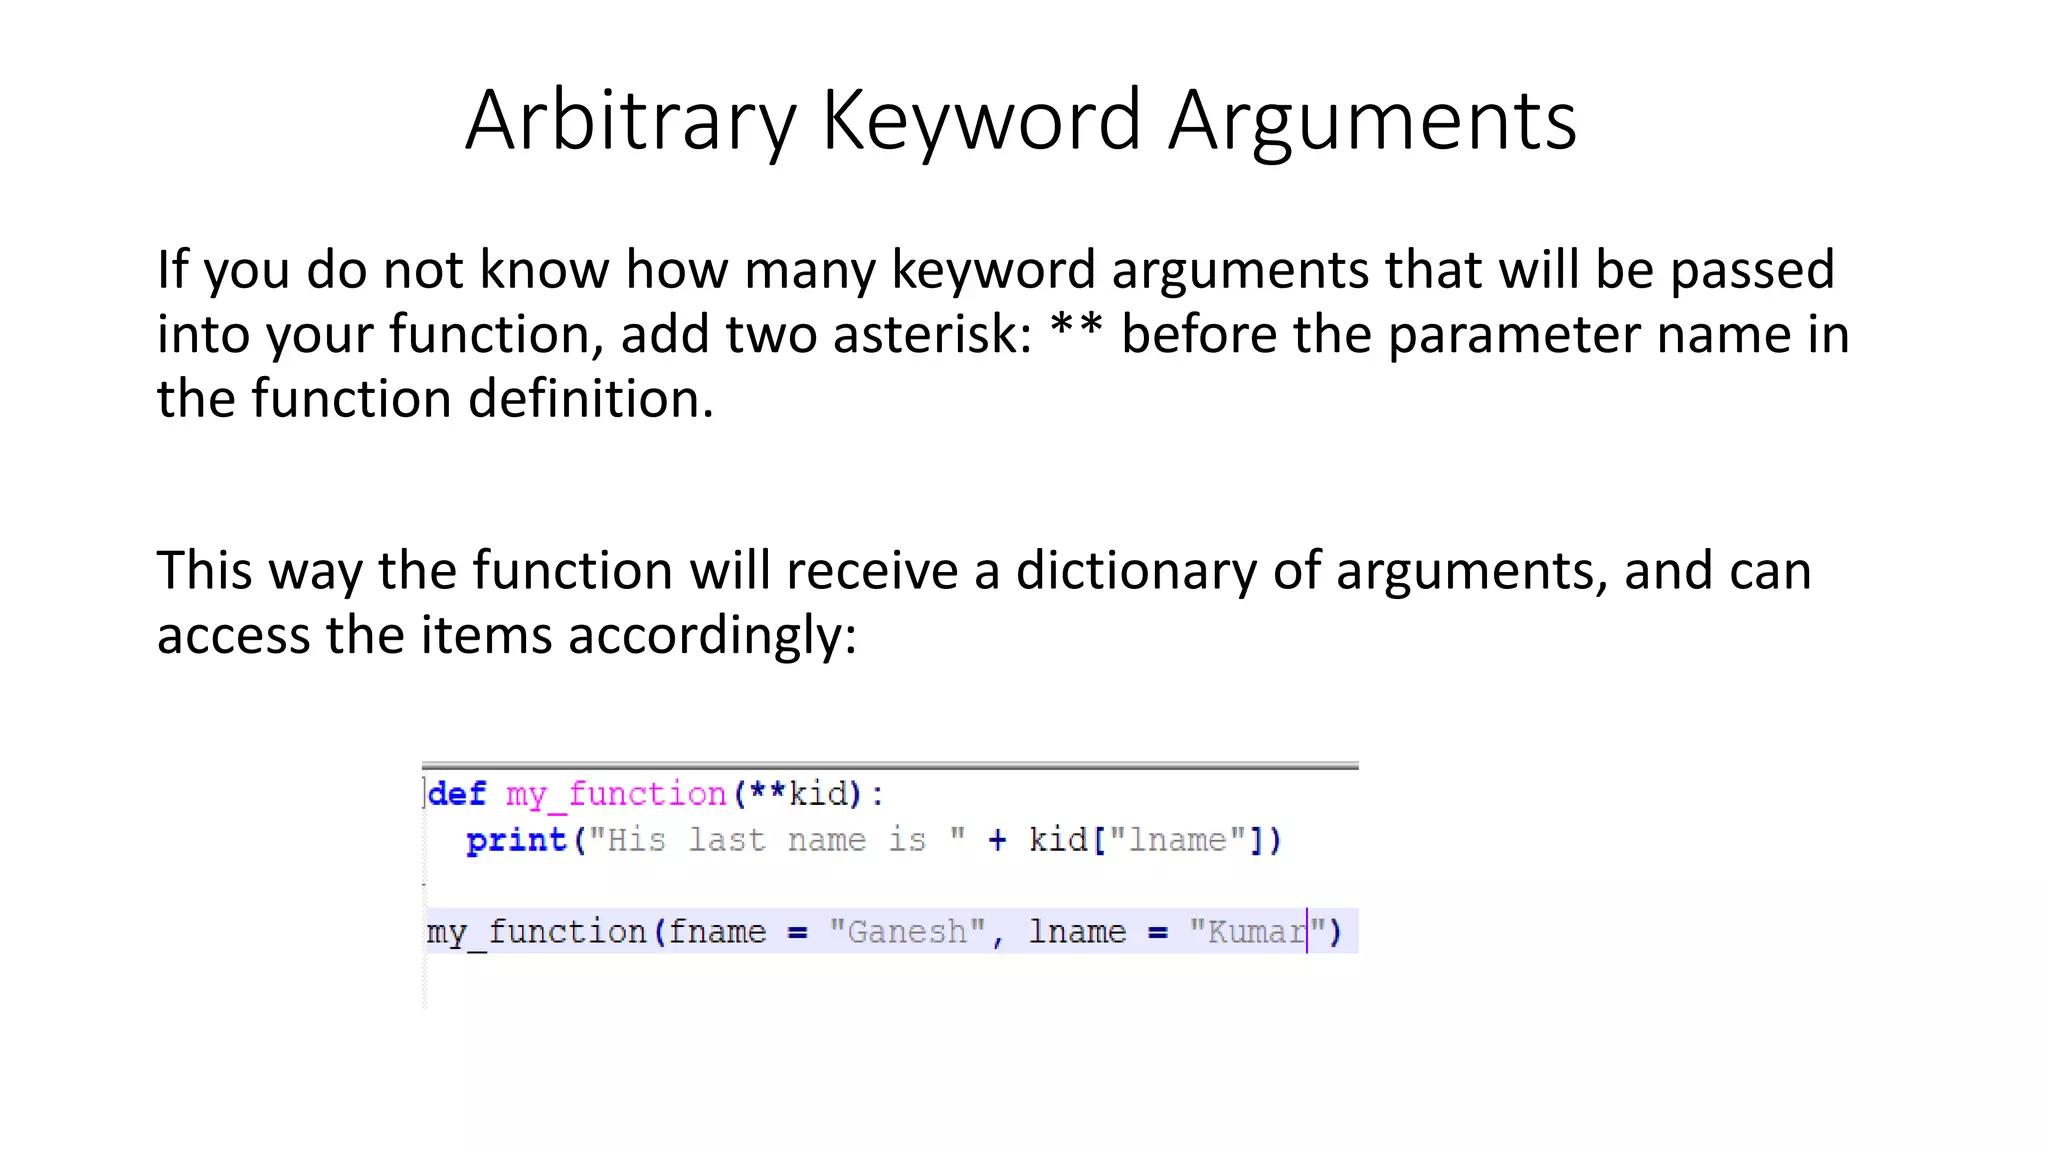 Arbitrary Keyword Arguments
If you do not know how many keyword arguments that will be passed
into your function, add two asterisk: ** before the parameter name in
the function definition.
This way the function will receive a dictionary of arguments, and can
access the items accordingly:
def my_function(**kid):
  print("His last name is " + kid["lname"])
my_function(fname = "Ganesh", lname = "Kumar")